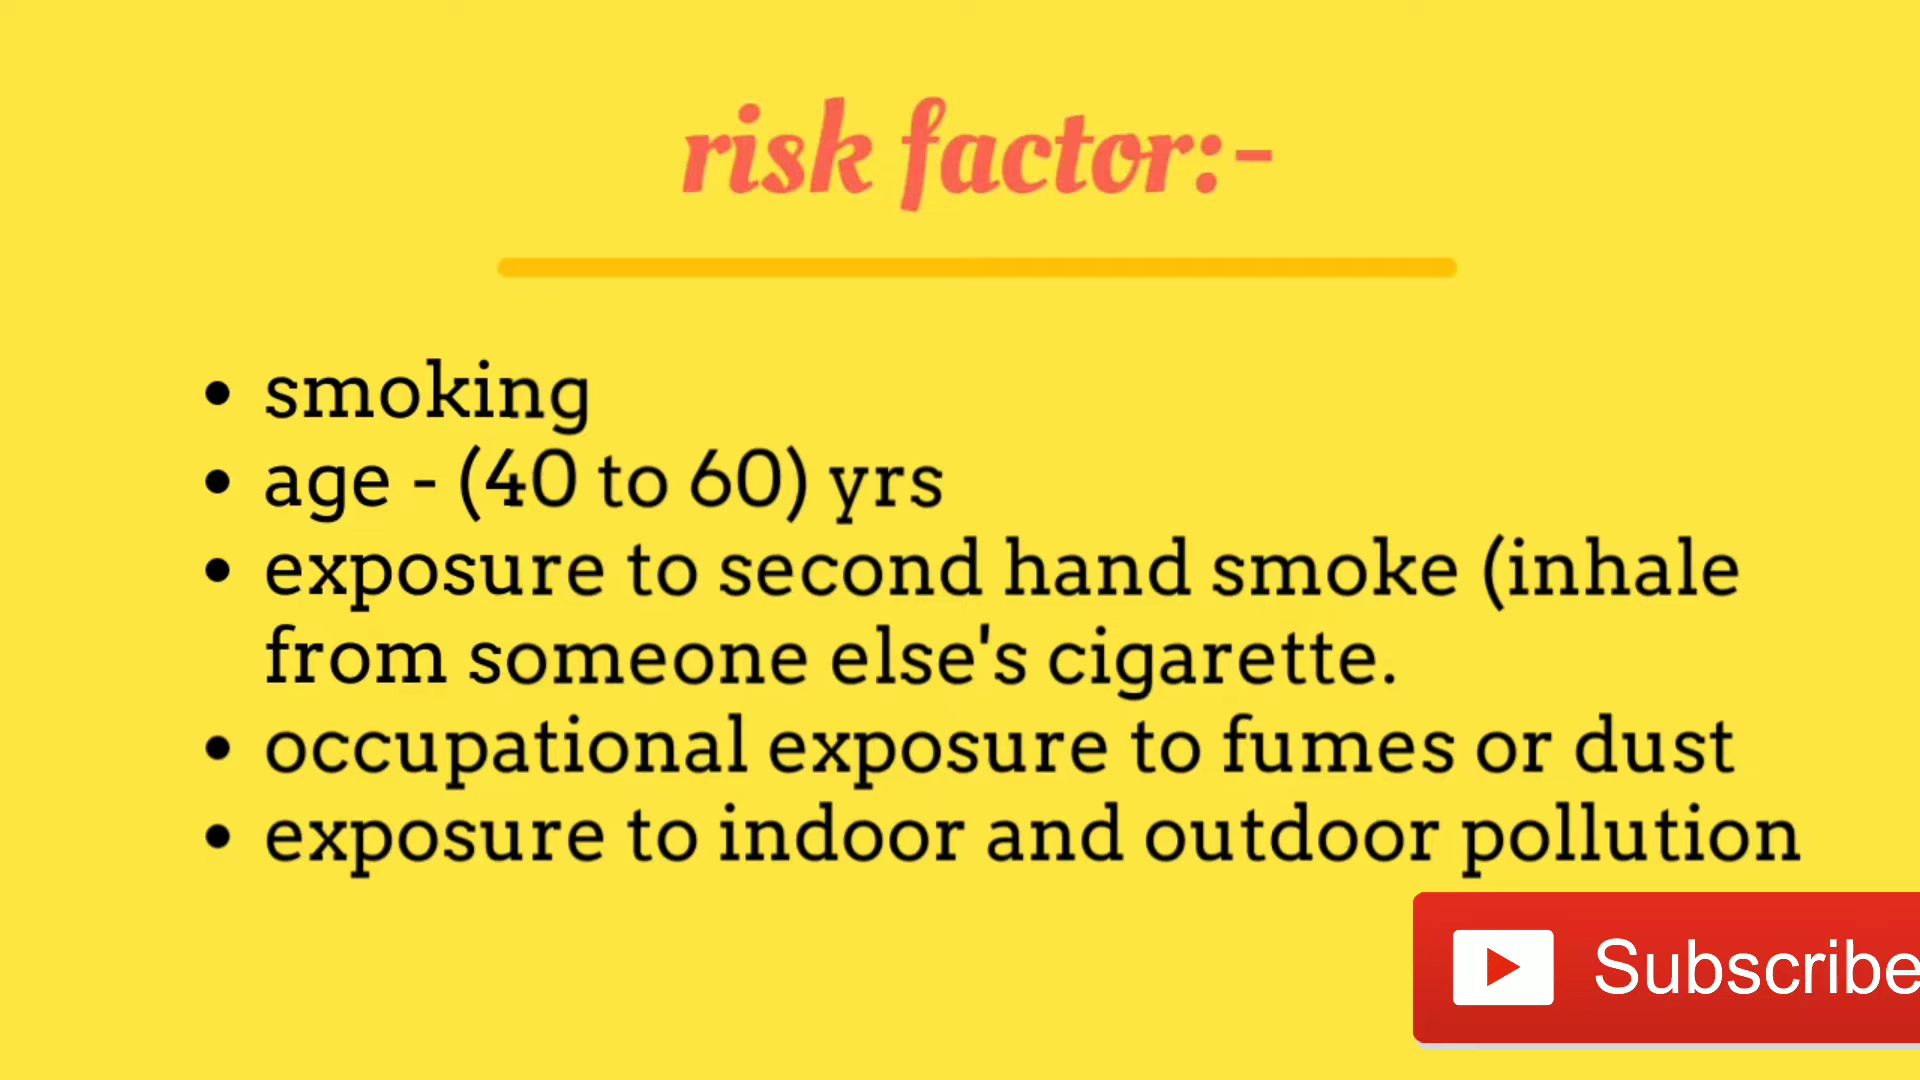 risk factor:-
• smoking
• age - (40 to 60) yrs
• exposure to second hand smoke (inhale
from someone else's cigarette.
• occupational exposure to fumes or dust
• exposure to indoor and outdoor pollution
Subscribe